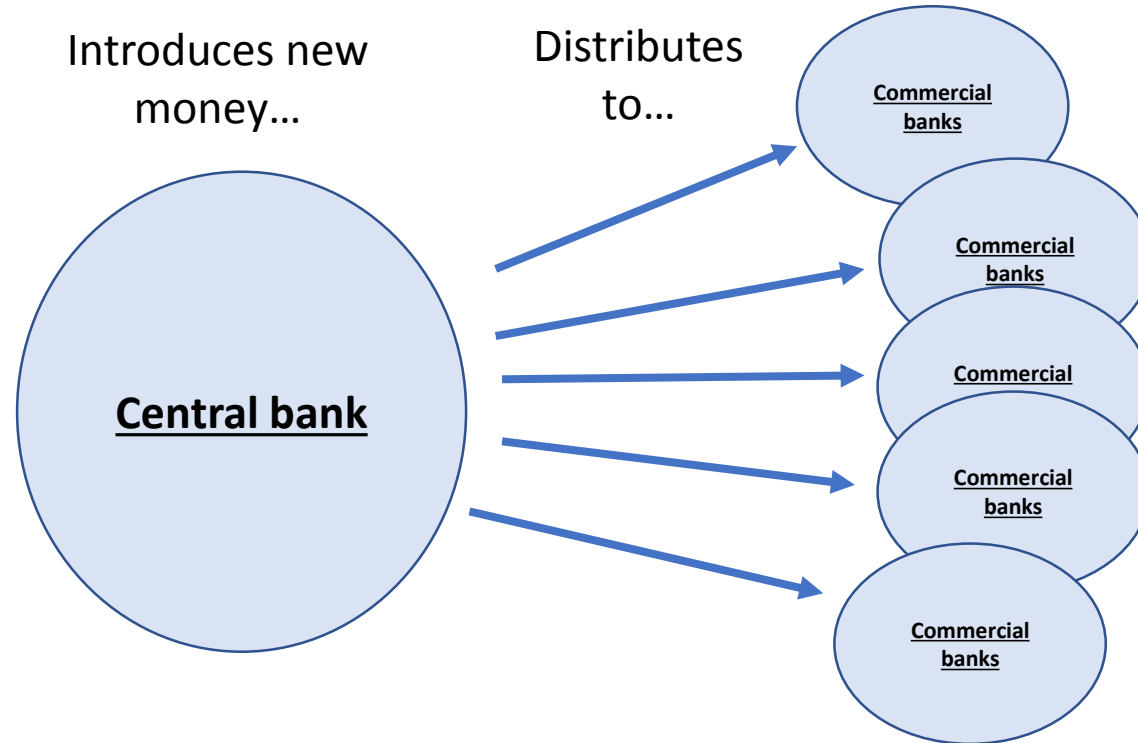 Introduces new
money…
Distributes
to…
Central bank
Commercial
banks
Commercial
banks
Commercial
Commercial
banks
Commercial
banks